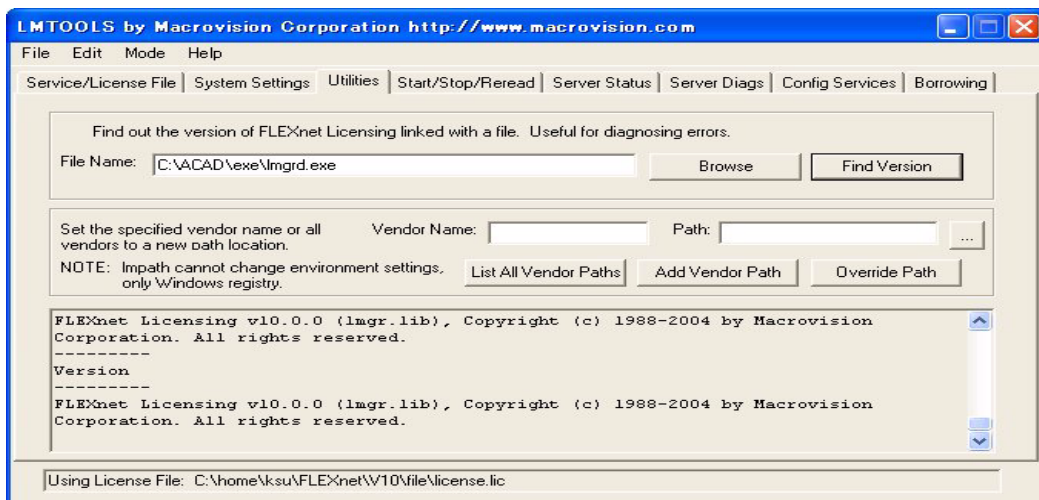 LMTOOLS by Macrovision Corporation http://www.macrovision.com
File Edit Mode Help
Service/License File System Settings Utilities Start/Stop/Reread Server Status Server Diags Config Services Borrowing
Find out the version of FLEXnet Licensing linked with a file. Useful for diagnosing errors.
File Name: C:\ACAD\exe\lmgrd.exe Browse Find Version
Set the specified vendor name or all Vendor Name: Path: ...
vendors to a new path location.
NOTE: lmpath cannot change environment settings, List All Vendor Paths Add Vendor Path Override Path
only Windows registry.
FLEXnet Licensing v10.0.0 (lmgr.lib), Copyright (c) 1988-2004 by Macrovision
Corporation. All rights reserved.
---------
Version
---------
FLEXnet Licensing v10.0.0 (lmgr.lib), Copyright (c) 1988-2004 by Macrovision
Corporation. All rights reserved.
Using License File: C:\home\ksu\FLEXnet\V10\file\license.lic